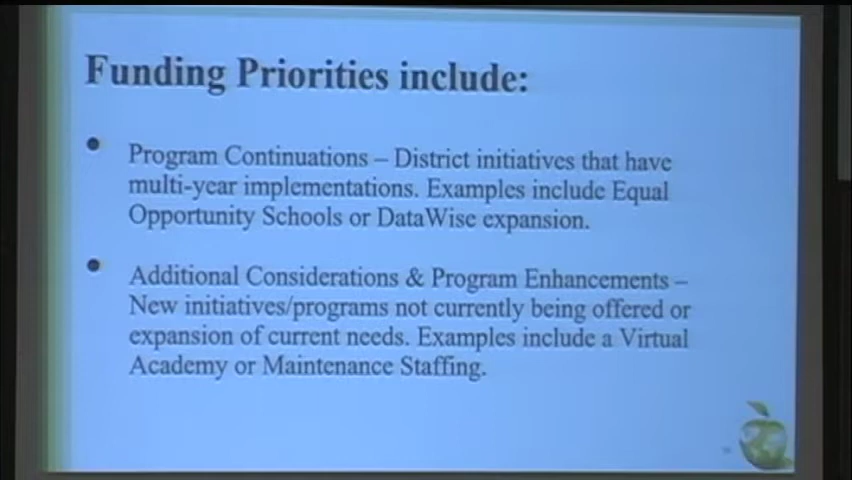 Funding Priorities include:
• Program Continuations – District initiatives that have
multi-year implementations. Examples include Equal
Opportunity Schools or DataWise expansion.
• Additional Considerations & Program Enhancements –
New initiatives/programs not currently being offered or
expansion of current needs. Examples include a Virtual
Academy or Maintenance Staffing.